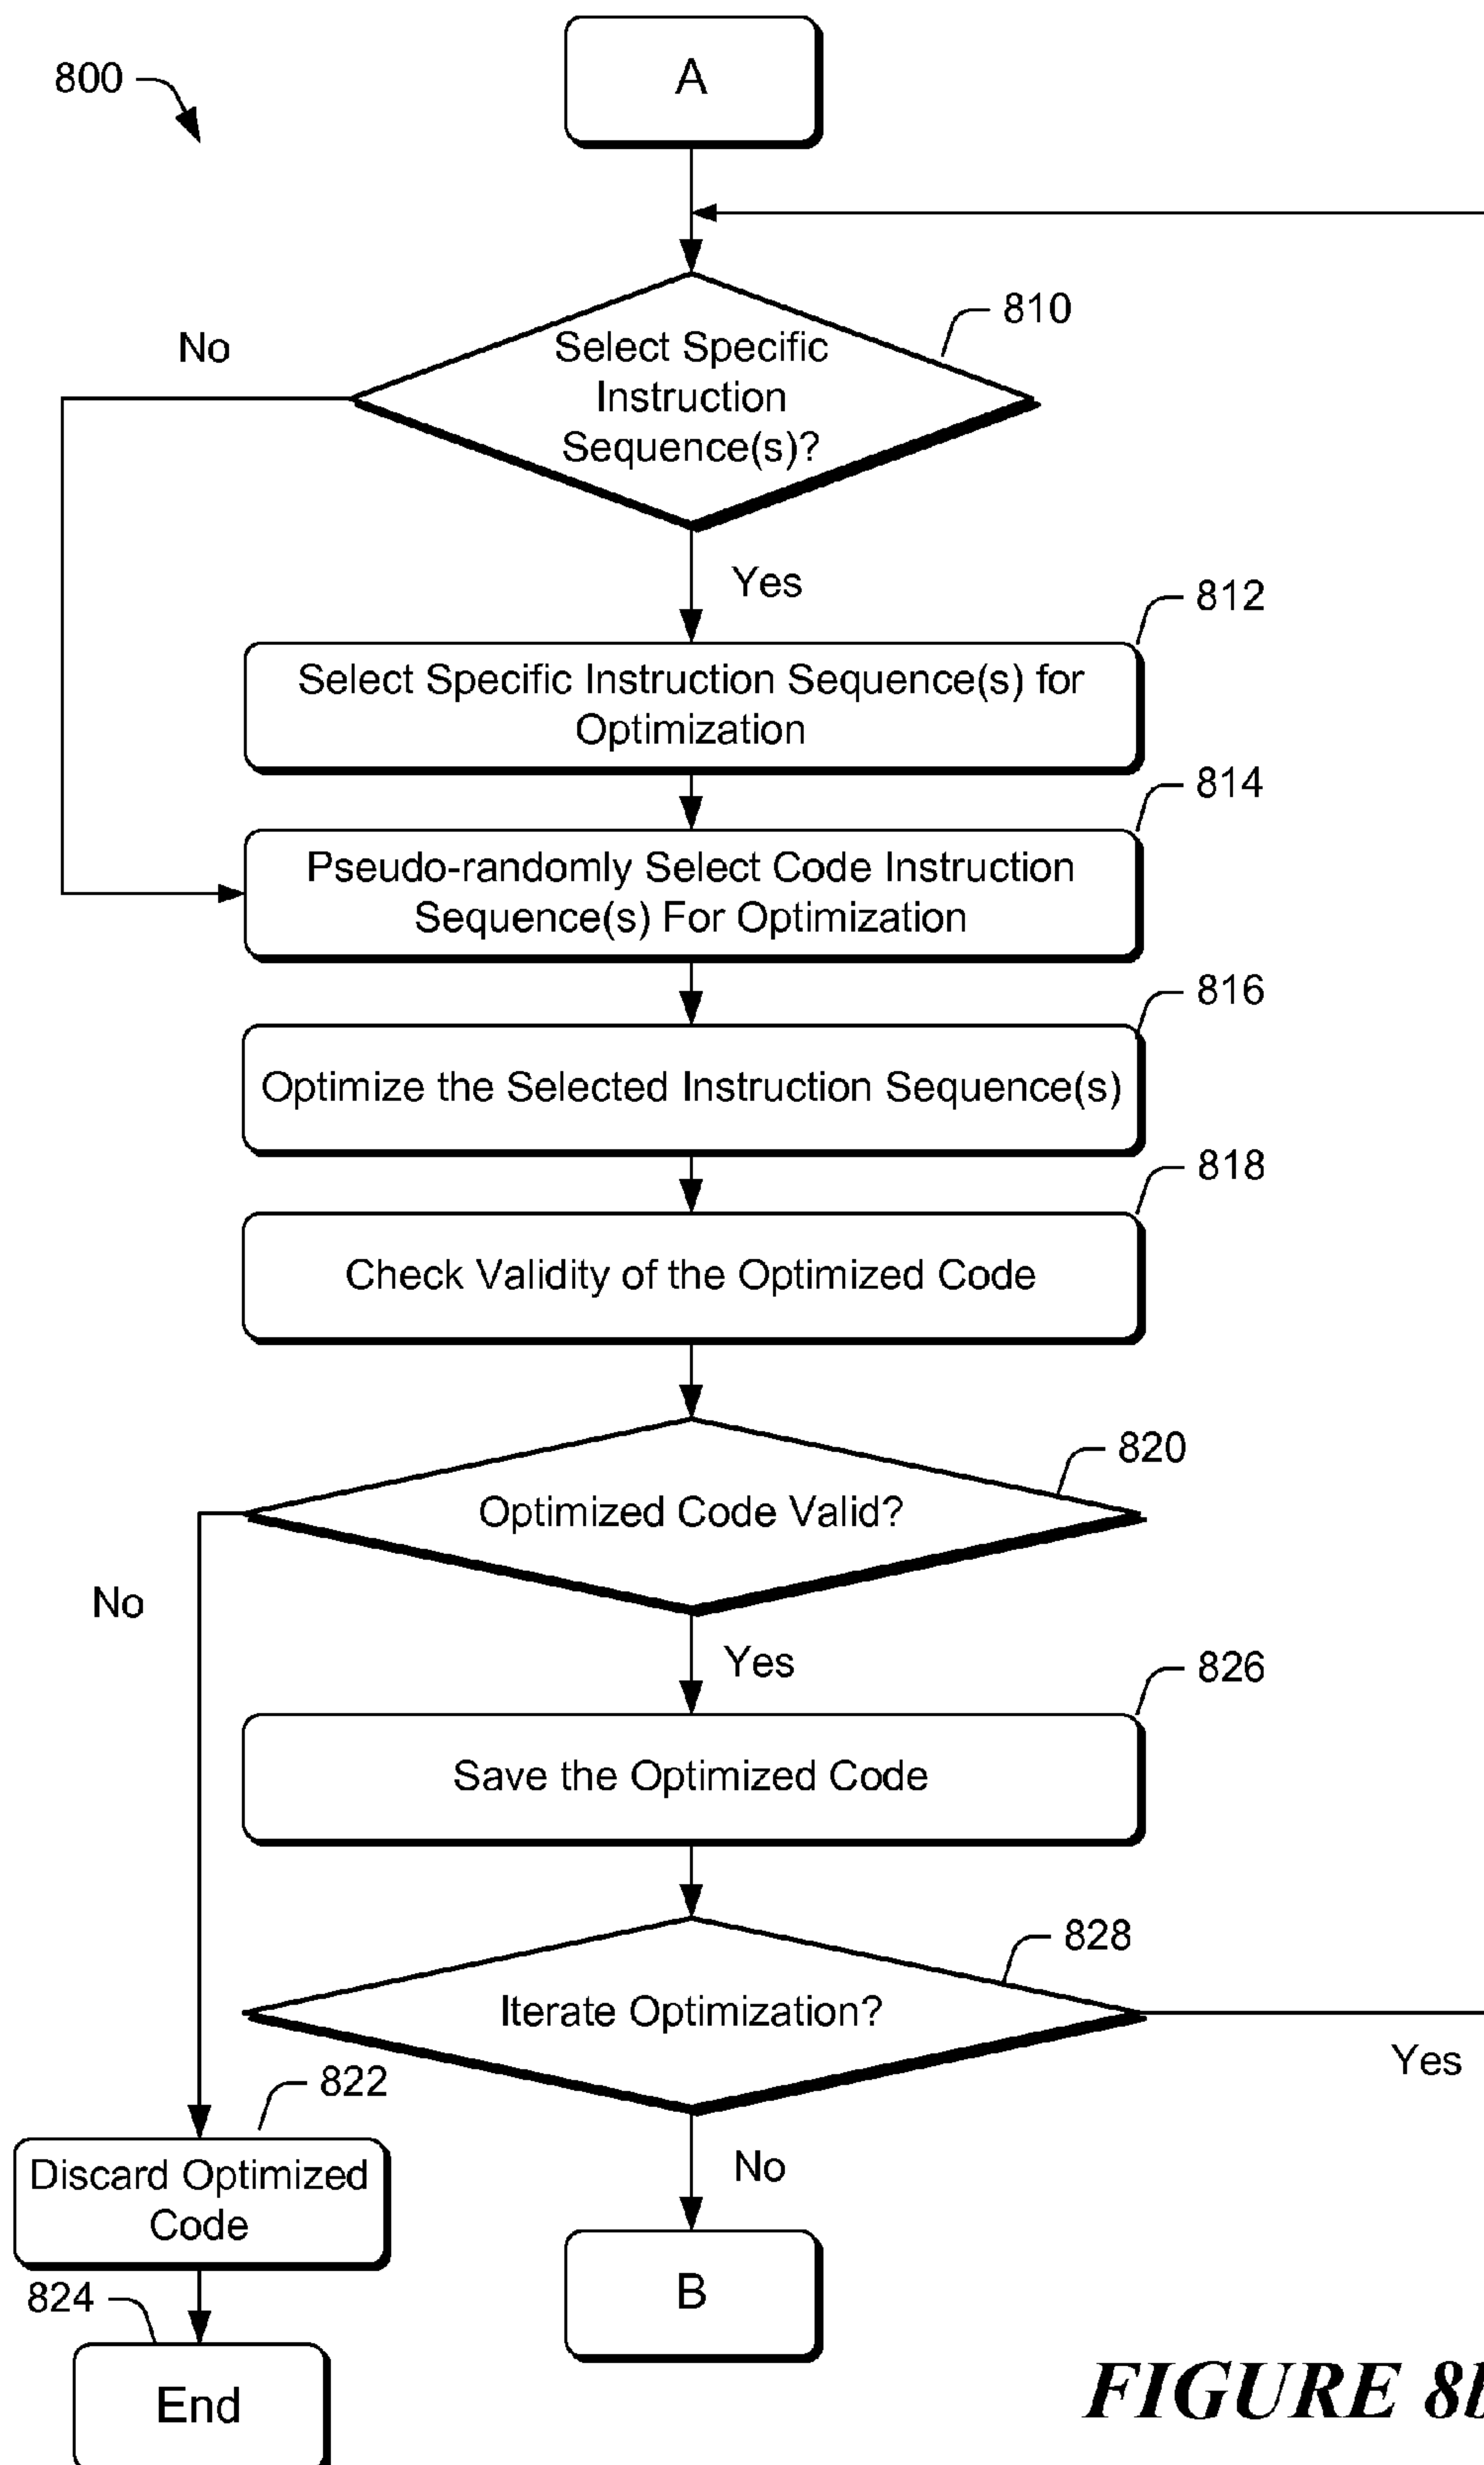 800
A
810
No
Select Specific
Instruction
Sequence(s)?
Yes
812
Select Specific Instruction Sequence(s) for
Optimization
814
Pseudo-randomly Select Code Instruction
Sequence(s) For Optimization
816
Optimize the Selected Instruction Sequence(s)
818
Check Validity of the Optimized Code
820
Optimized Code Valid?
No
Yes
826
Save the Optimized Code
828
Iterate Optimization?
Yes
822
Discard Optimized
Code
No
824
B
End
FIGURE 8b